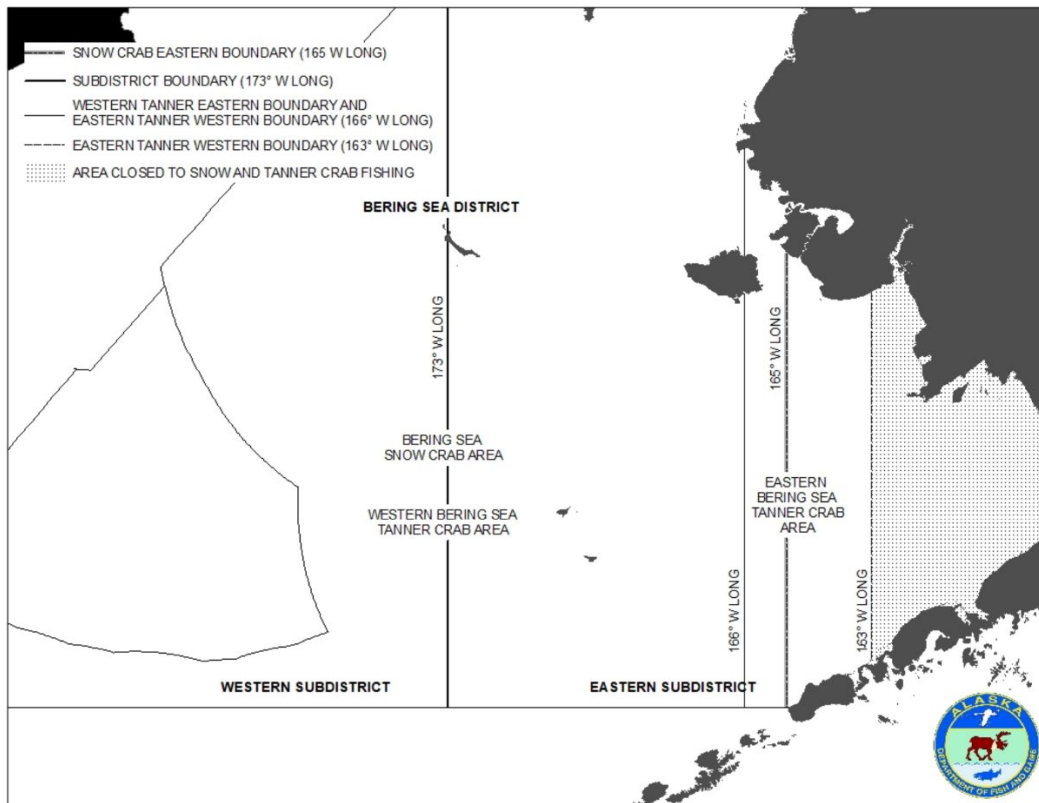 SNOW CRAB EASTERN BOUNDARY (165 W LONG)
SUBDISTRICT BOUNDARY (173° W LONG)
WESTERN TANNER EASTERN BOUNDARY AND
EASTERN TANNER WESTERN BOUNDARY (166° W LONG)
EASTERN TANNER WESTERN BOUNDARY (163° W LONG)
AREA CLOSED TO SNOW AND TANNER CRAB FISHING
BERING SEA DISTRICT
173° W LONG
165° W LONG
BERING SEA
SNOW CRAB AREA
WESTERN BERING SEA
TANNER CRAB AREA
EASTERN
BERING SEA
TANNER CRAB
AREA
166° W LONG
163° W LONG
WESTERN SUBDISTRICT
EASTERN SUBDISTRICT
ALASKA
DEPARTMENT OF FISH AND GAME